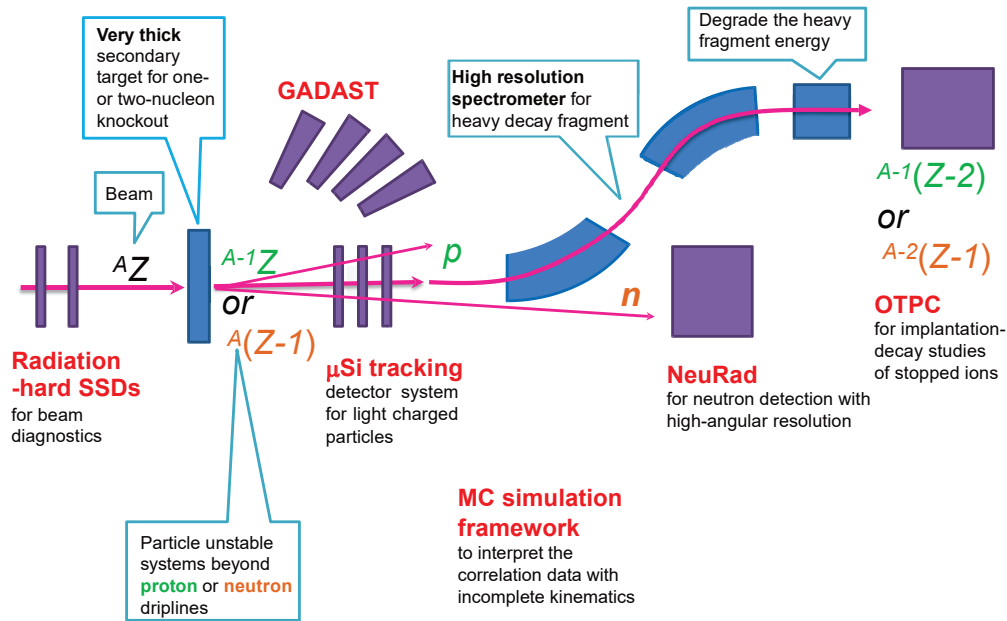 Very thick
secondary
target for one-
or two-nucleon
knockout
GADAST
High resolution
spectrometer for
heavy decay fragment
Degrade the heavy
fragment energy
Beam
ᴬZ
ᴬ⁻¹Z
or
ᴬ(Z-1)
p
n
ᴬ⁻¹(Z-2)
or
ᴬ⁻²(Z-1)
Radiation
-hard SSDs
for beam
diagnostics
μSi tracking
detector system
for light charged
particles
NeuRad
for neutron detection with
high-angular resolution
OTPC
for implantation-
decay studies
of stopped ions
Particle unstable
systems beyond
proton or neutron
driplines
MC simulation
framework
to interpret the
correlation data with
incomplete kinematics